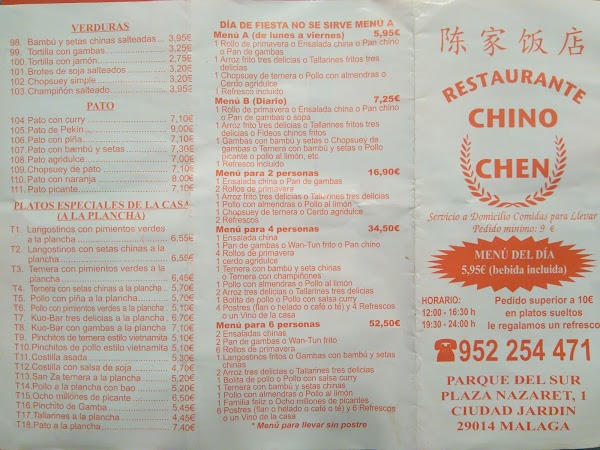 VERDURAS
98. Bambú y setas chinas salteadas... 3,95€
99. Tortilla con gambas 3,25€
100. Tortilla con jamón 2,75€
101. Brotes de soja salteados 3,20€
102. Chopsuey simple 3,20€
103. Champiñón salteado 3,95€
PATO
104. Pato con curry 7,10€
105. Pato de Pekín 9,00€
106. Pato con piña 7,10€
107. Pato con bambú y setas 7,30€
108. Pato agridulce 7,10€
109. Chopsuey de pato 7,10€
110. Pato con naranja 8,00€
111. Pato picante 7,10€
PLATOS ESPECIALES DE LA CASA
(A LA PLANCHA)
T1. Langostinos con pimientos verdes
a la plancha 6,55€
T2. Langostinos con setas chinas a la
plancha 6,55€
T3. Ternera con pimientos verdes a la
plancha 6,45€
T4. Ternera con setas chinas a la plancha 5,70€
T5. Pollo con piña a la plancha 5,70€
T6. Pollo con pimientos verdes a la plancha 5,10€
T7. Kuo-Bar tres delicias a la plancha 6,70€
T8. Kuo-Bar con gambas a la plancha 7,10€
T9. Pinchitos de ternera estilo vietnamita 5,10€
T10. Pinchitos de pollo estilo vietnamita 5,10€
T11. Costilla asada 5,30€
T12. Costilla con salsa de soja 4,70€
T13. San Za ternera a la plancha 5,20€
T14. Pollo a la plancha con bao 5,20€
T15. Ocho millones de picante 6,50€
T16. Pinchito de Gamba 5,45€
T17. Tallarines a la plancha 4,45€
T18. Pato a la plancha 7,40€
DÍA DE FIESTA NO SE SIRVE MENÚ A
Menú A (de lunes a viernes) 5,95€
1 Rollo de primavera o Ensalada china o Pan chino
o Pan de gambas
1 Arroz frito tres delicias o Tallarines fritos tres
delicias
1 Chopsuey de ternera o Pollo con almendras o
Cerdo agridulce
1 Refresco incluido
Menú B (Diario) 7,25€
1 Rollo de primavera o Ensalada china o Pan chino
o Pan de gambas o sopa
1 Arroz frito tres delicias o Tallarines fritos tres
delicias o Fideos chinos fritos
1 Gambas con bambú y setas o Chopsuey de
gambas o Ternera con bambú y setas o Pollo
picante o pollo al limón, etc
1 Refresco incluido
Menú para 2 personas 16,90€
1 Ensalada china o Pan de gambas
2 Rollos de primavere
1 Arroz frito tres delicias o Tallarines tres delicias
1 Pollo con almendras o Pollo al limón
1 Chopsuey de ternera o Cerdo agridulce
2 Refrescos
Menú para 4 personas 34,50€
1 Ensalada china
1 Pan de gambas o Wan-Tun frito o Pan chino
4 Rollos de primavera
1 cerdo agridulce
1 Ternera con bambú y seta chinas
o Ternera con champiñones
1 Pollo con almendras o Pollo al limón
2 Arroz tres delicias o Tallarines tres delicias
1 Bolita de pollo o Pollo con salsa curry
4 Postres (flan o helado o café o té) y 4 Refrescos
o un Vino de la casa
Menú para 6 personas 52,50€
2 Ensaladas chinas
2 Pan de gambas o Wan-Tun frito
6 Rollos de primavera
1 Langostinos fritos o Gambas con bambú y setas
chinas
2 Arroz tres delicias o Tallarines tres delicias
1 Bolita de pollo o Pollo con salsa curry
1 Ternera con bambú y setas chinas
1 Pollo con almendras o Pollo al limón
1 Familia feliz o Ocho millones de picantes
6 Postres (flan o helado o café o té) y 6 Refrescos
o un Vino de la casa
* Menú para llevar sin postre
陈家饭店
RESTAURANTE
CHINO
CHEN
Servicio a Domicilio Comidas para Llevar
Pedido minimo: 9 €
MENÚ DEL DÍA
5,95€ (bebida incluida)
HORARIO:
12:00 - 16:30 h
19:30 - 24:00 h
Pedido superior a 10€
en platos sueltos
le regalamos un refresco
☎952 254 471
PARQUE DEL SUR
PLAZA NAZARET, 1
CIUDAD JARDIN
29014 MALAGA